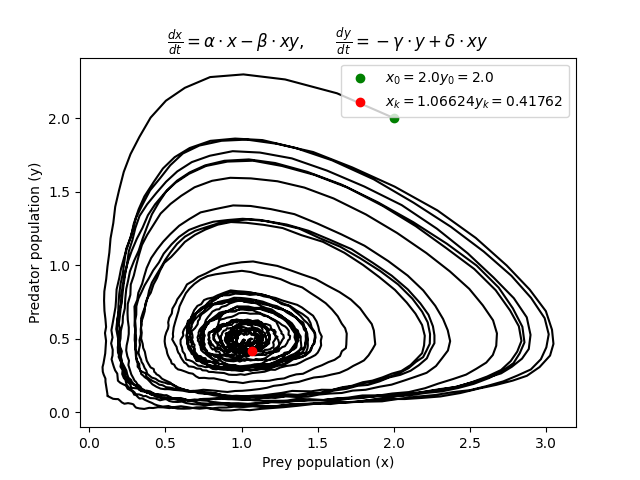 dx/dt = α · x − β · xy, dy/dt = −γ · y + δ · xy
x₀ = 2.0y₀ = 2.0
xₖ = 1.06624yₖ = 0.41762
2.0
1.5
1.0
0.5
0.0
Predator population (y)
0.0 0.5 1.0 1.5 2.0 2.5 3.0
Prey population (x)